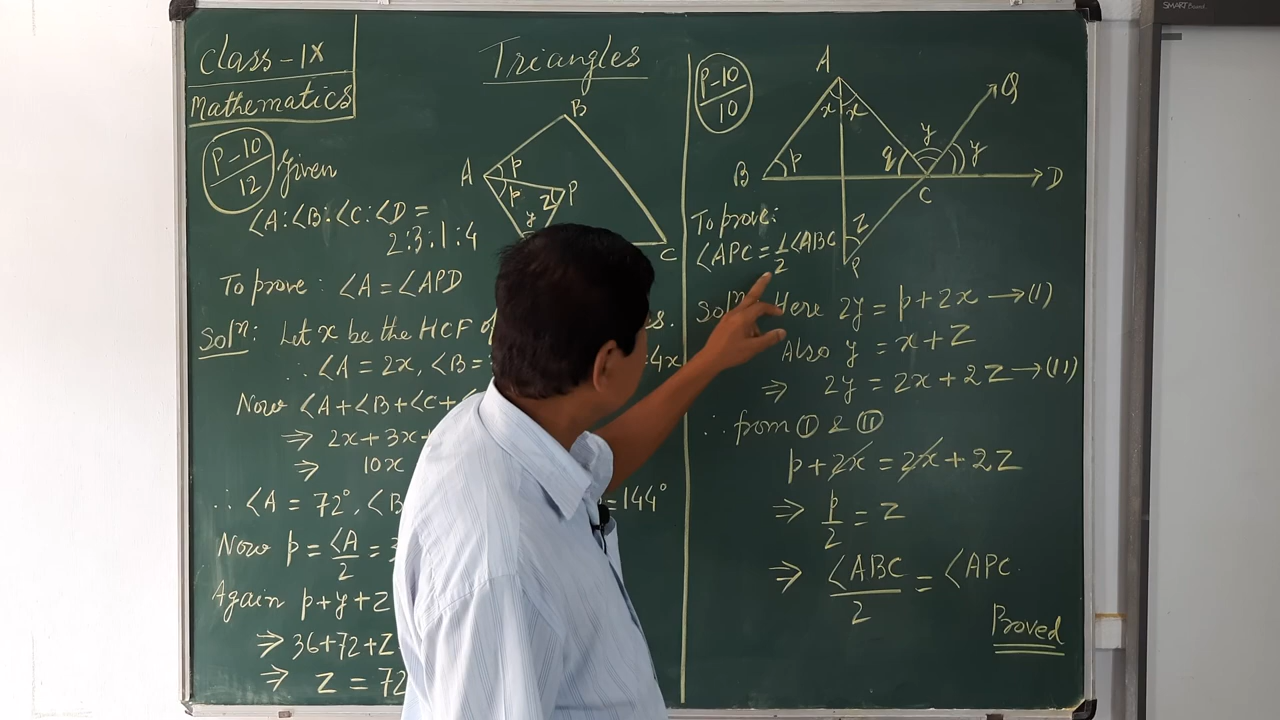 Class-IX
Mathematics
Triangles
P-10/12
Given
∠A:∠B:∠C:∠D =
2:3:1:4
To prove: ∠A = ∠APD
Solⁿ: Let x be the HCF
∴ ∠A = 2x, ∠B =
4x
Now ∠A+∠B+∠C+
⇒ 2x+3x+
⇒ 10x
∴ ∠A = 72°, ∠B
=144°
Now p = ∠A/2 =
Again p+y+z
⇒ 36+72+z
⇒ z = 72
A
B
C
P
p
p
y
z
P-10/10
A
B
C
D
P
Q
x
x
p
q
y
y
z
To prove:
∠APC = 1/2 ∠ABC
Solⁿ: Here 2y = p+2x → (I)
Also y = x+z
⇒ 2y = 2x+2z → (II)
∴ from I & II
p+2x = 2x+2z
⇒ p/2 = z
⇒ ∠ABC/2 = ∠APC
Proved
SMART Board